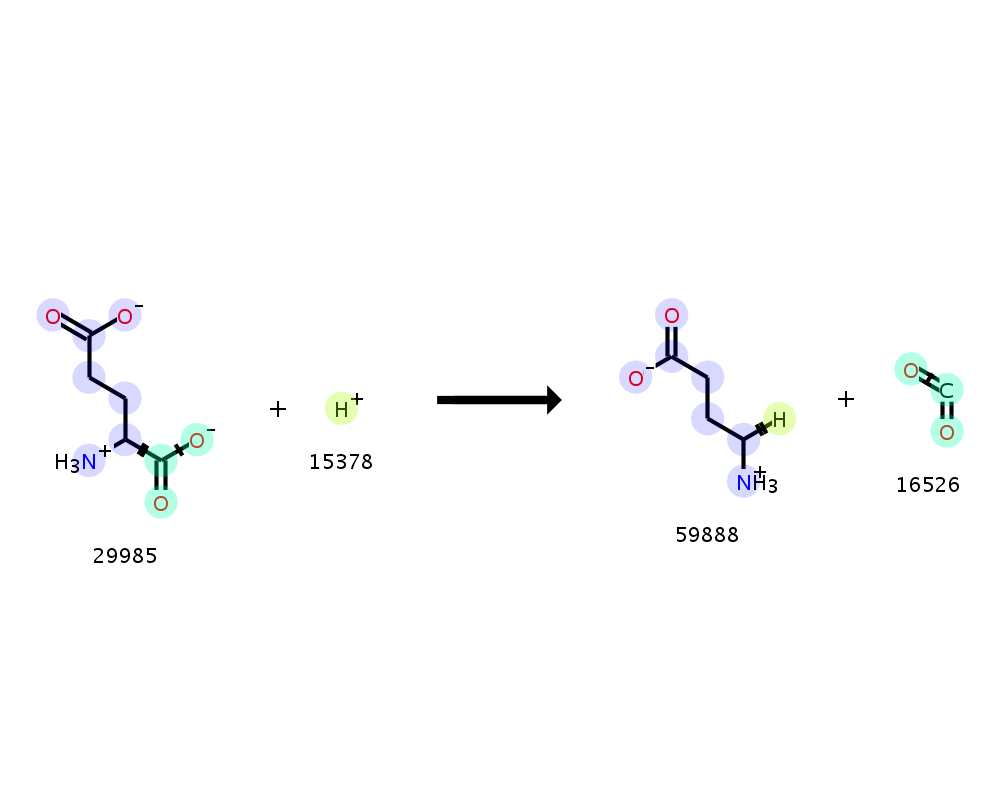 O O⁻
H₃N⁺ O⁻
O
29985
+
H⁺
15378
O
O⁻
H
NH₃⁺
59888
+
O
C
O
16526